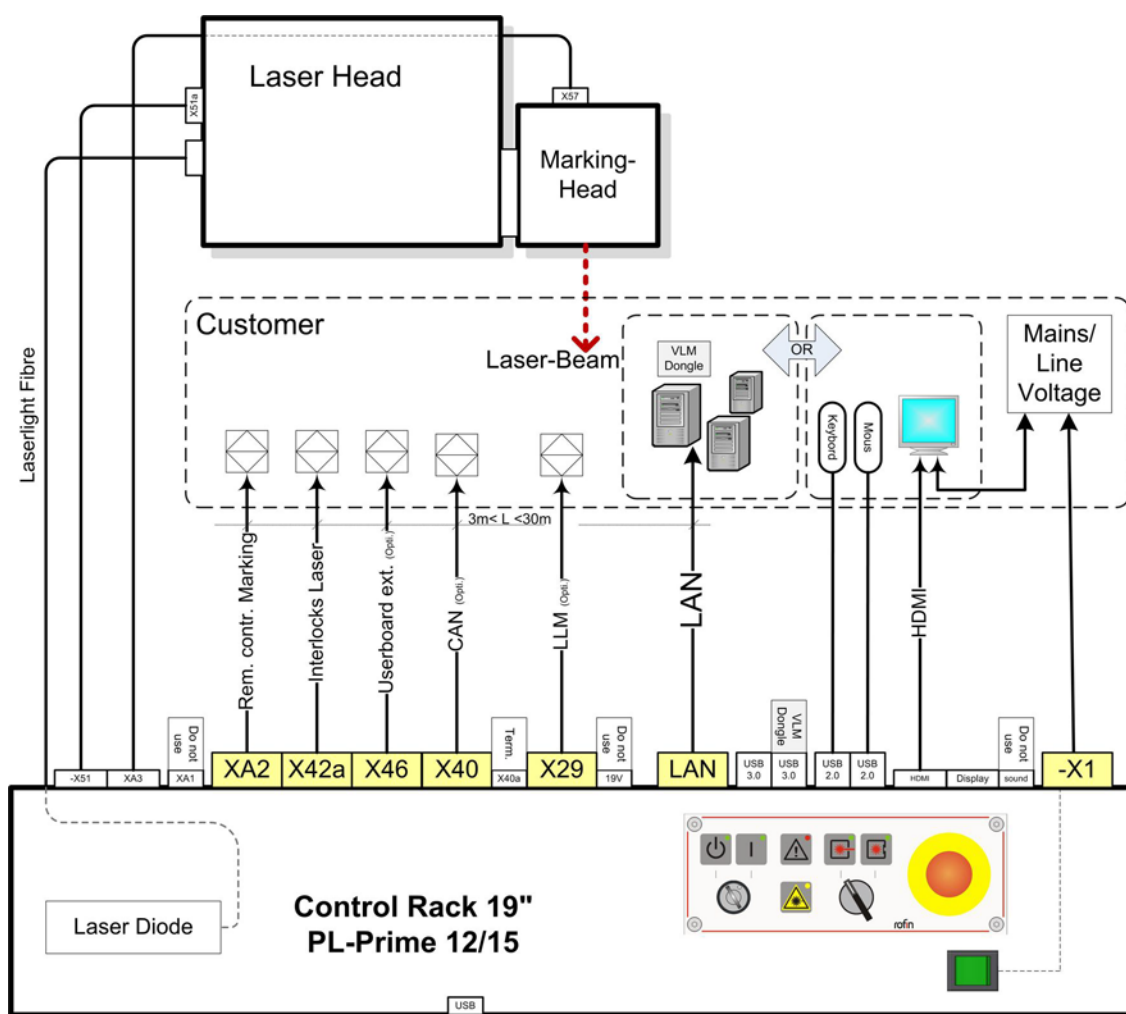 Laser Head
X51a
X57
Marking-
Head
Laserlight Fibre
Customer
Laser-Beam
VLM
Dongle
OR
Keybord
Mous
Mains/
Line
Voltage
3m< L <30m
Rem. contr. Marking
Interlocks Laser
Userboard ext. (Opti.)
CAN (Opti.)
LLM (Opti.)
LAN
HDMI
-X51
XA3
Do not
use
XA1
XA2
X42a
X46
X40
Term.
X40a
X29
Do not
use
19V
LAN
USB
3.0
VLM
Dongle
USB
3.0
USB
2.0
USB
2.0
HDMI
Display
Do not
use
sound
-X1
Laser Diode
Control Rack 19"
PL-Prime 12/15
rofin
USB